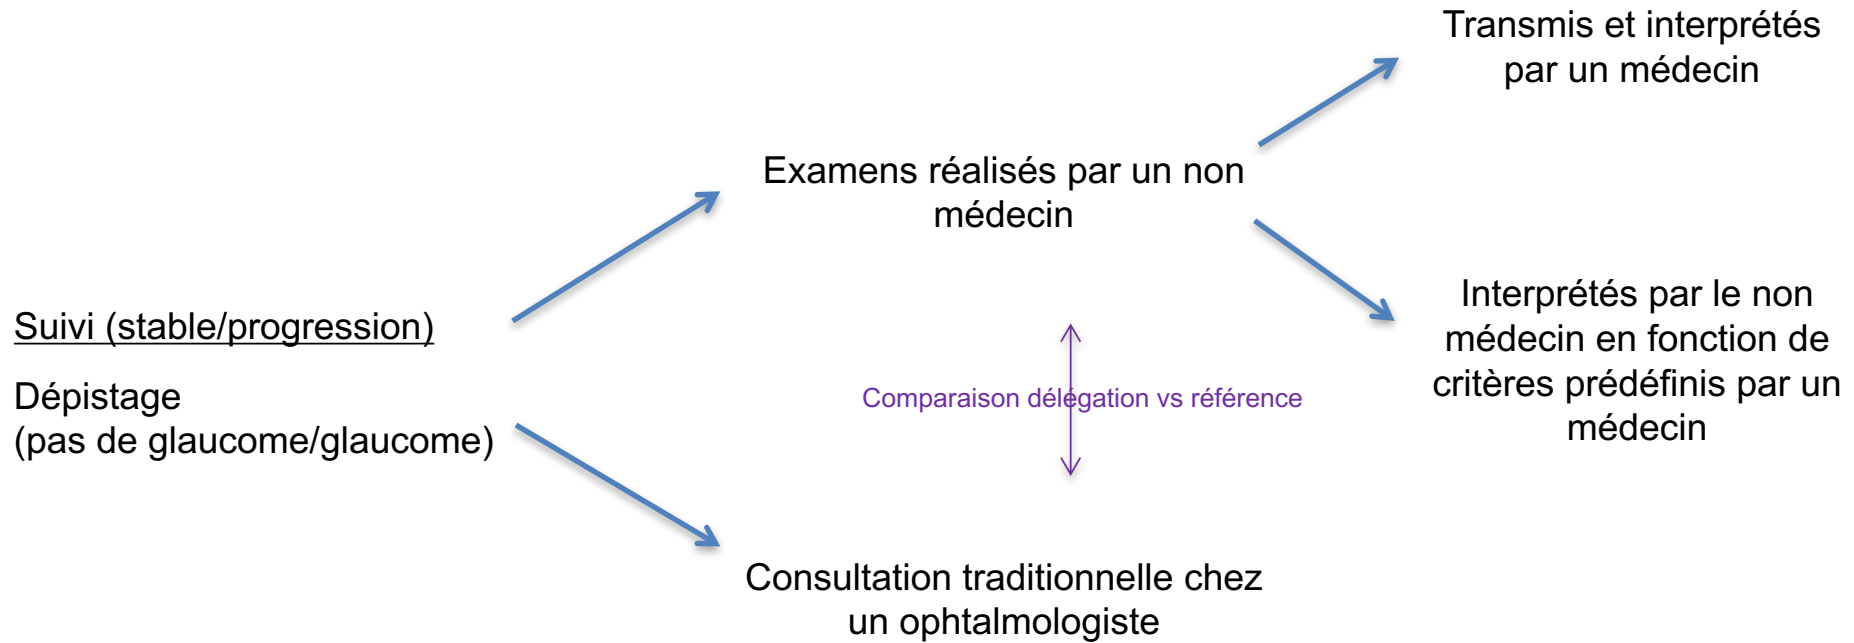 Transmis et interprétés
par un médecin
Examens réalisés par un non
médecin
Suivi (stable/progression)
Dépistage
(pas de glaucome/glaucome)
Comparaison délégation vs référence
Interprétés par le non
médecin en fonction de
critères prédéfinis par un
médecin
Consultation traditionnelle chez
un ophtalmologiste